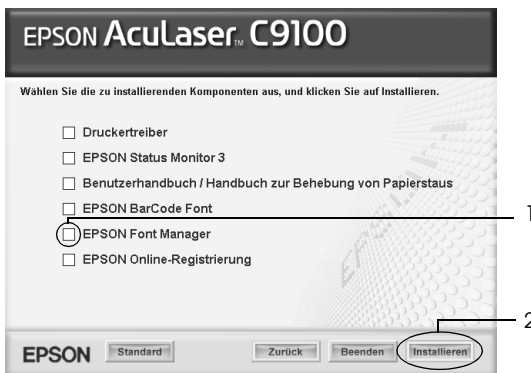 EPSON AcuLaser™ C9100
Wählen Sie die zu installierenden Komponenten aus, und klicken Sie auf Installieren.
Druckertreiber
EPSON Status Monitor 3
Benutzerhandbuch / Handbuch zur Behebung von Papierstaus
EPSON BarCode Font
EPSON Font Manager
1
EPSON Online-Registrierung
2
EPSON Standard Zurück Beenden Installieren